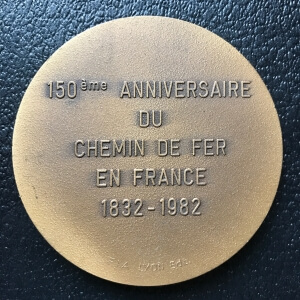 150ème ANNIVERSAIRE
DU
CHEMIN DE FER
EN FRANCE
1832-1982